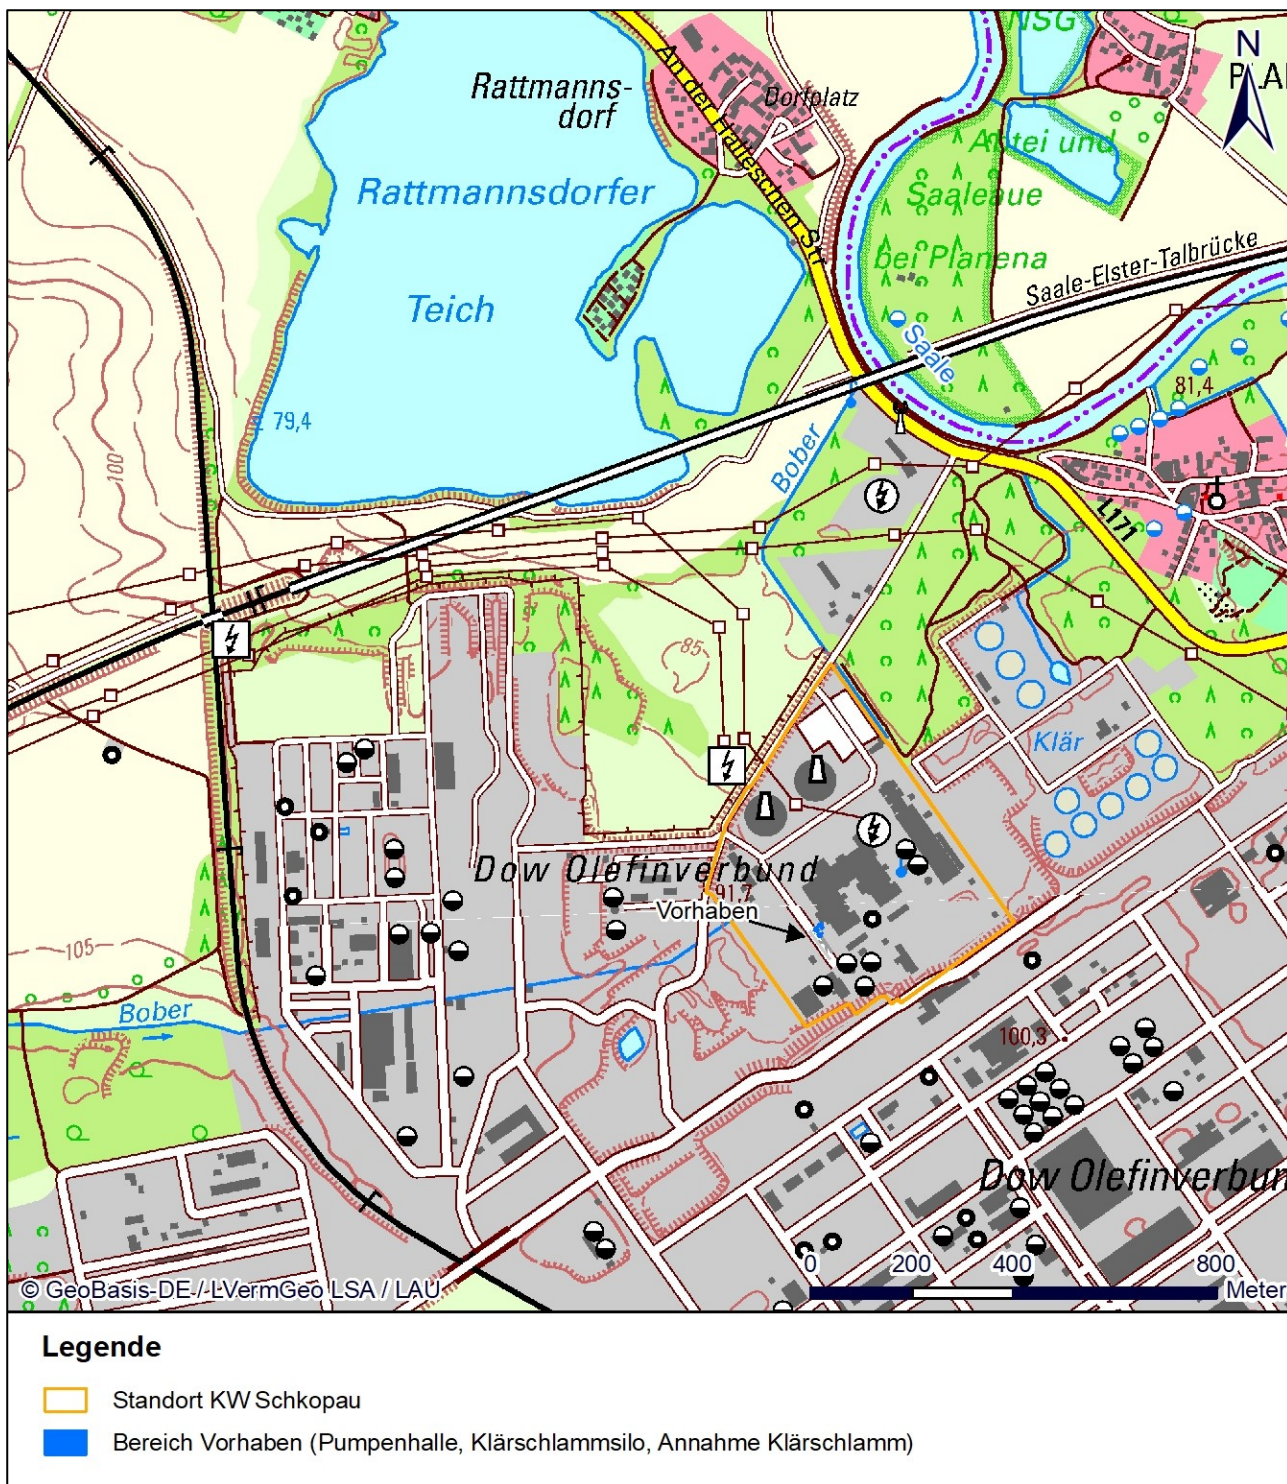 NSG
N
PLA
Rattmanns-
dorf
Dorfplatz
An der Halleschen Str
Altei und
Saaleaue
bei Planena
Rattmannsdorfer
Teich
Saale-Elster-Talbrücke
Saale
81,4
79,4
Bober
100
L171
85
Klär
Dow Olefinverbund
91,7
Vorhaben
105
Bober
100,3
Dow Olefinverbun
0 200 400 800
Meter
© GeoBasis-DE / LVermGeo LSA / LAU
Legende
Standort KW Schkopau
Bereich Vorhaben (Pumpenhalle, Klärschlammsilo, Annahme Klärschlamm)